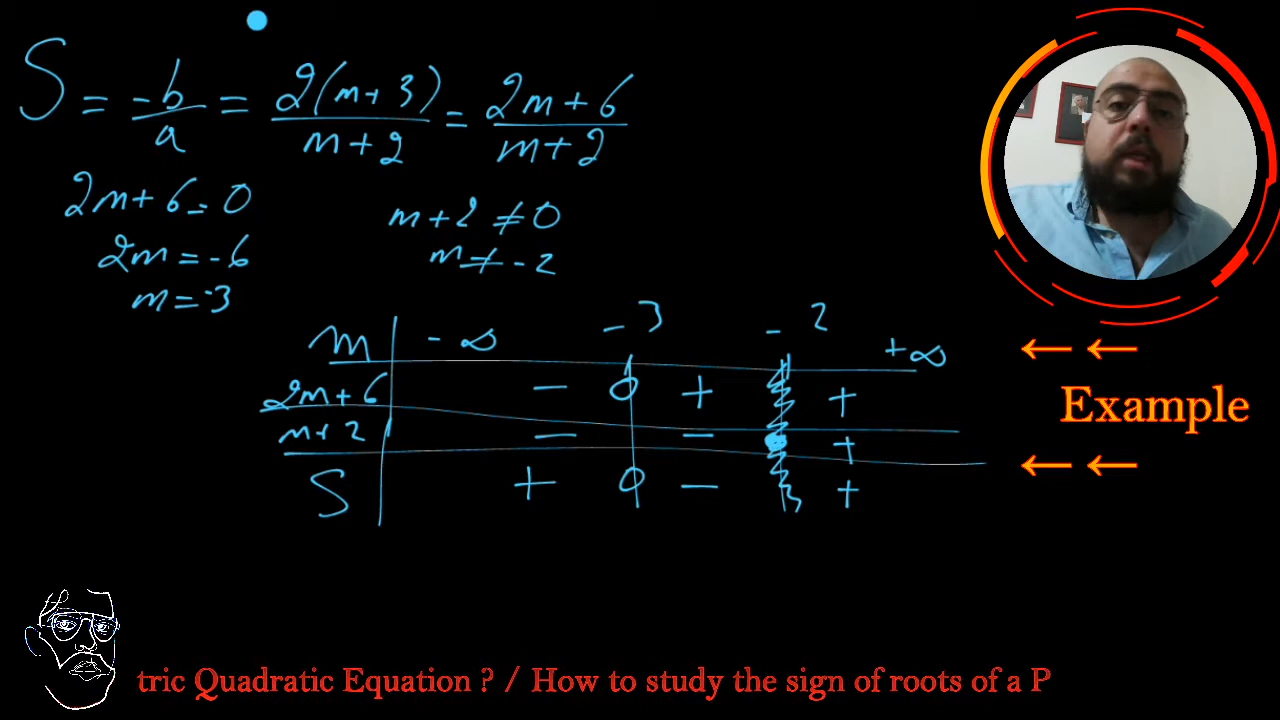 S = -b/a = 2(m+3)/m+2 = 2m+6/m+2
2m+6=0
m+2≠0
2m=-6
m≠-2
m=-3
m -∞ -3 -2 +∞
2m+6 - 0 + +
m+2 - - +
S + 0 - +
←← 
Example
←←
tric Quadratic Equation ? / How to study the sign of roots of a P